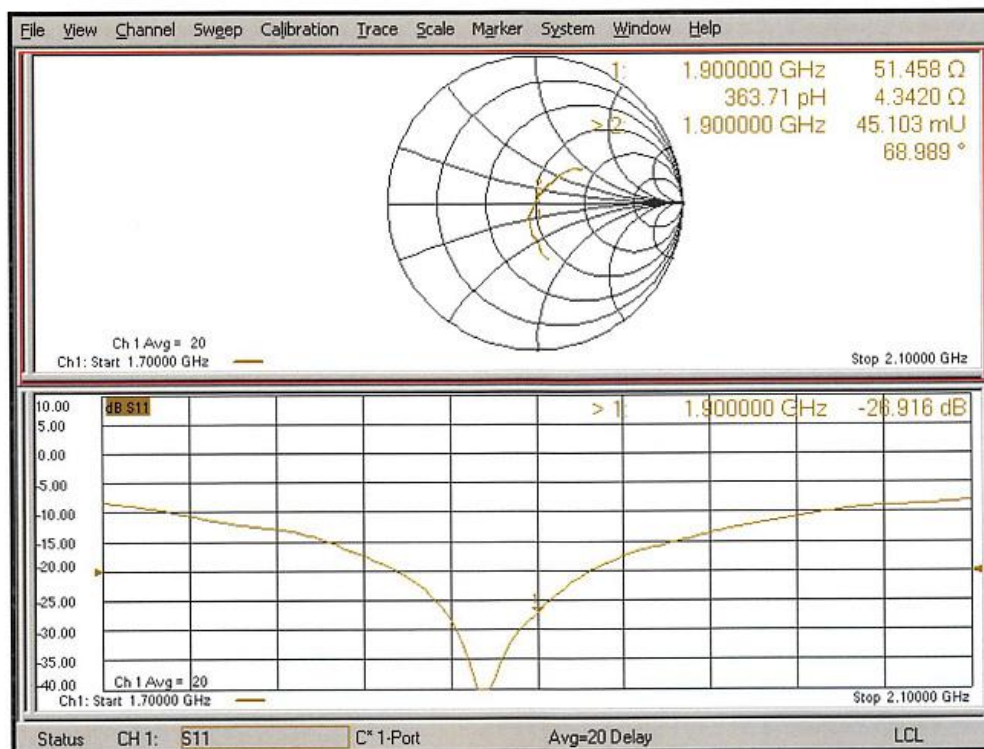 File View Channel Sweep Calibration Trace Scale Marker System Window Help
1: 1.900000 GHz 51.458 Ω
363.71 pH 4.3420 Ω
> 2: 1.900000 GHz 45.103 mU
68.989 °
Ch 1 Avg = 20
Ch1: Start 1.70000 GHz Stop 2.10000 GHz
10.00 dB S11 > 1: 1.900000 GHz -26.916 dB
5.00
0.00
-5.00
-10.00
-15.00
-20.00
-25.00 1
-30.00
-35.00
-40.00 Ch 1 Avg = 20
Ch1: Start 1.70000 GHz Stop 2.10000 GHz
Status CH 1: S11 C* 1-Port Avg=20 Delay LCL